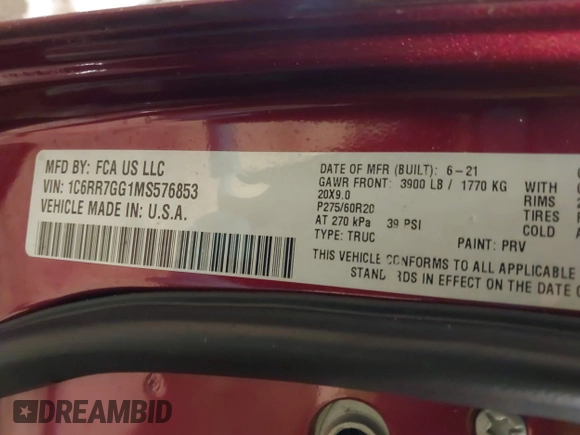 MFD BY: FCA US LLC
VIN: 1C6RR7GG1MS576853
VEHICLE MADE IN: U.S.A.
DATE OF MFR (BUILT): 6-21
GAWR FRONT: 3900 LB / 1770 KG WITH
20X9.0 RIMS
P275/60R20 TIRES
AT 270 kPa 39 PSI COLD
TYPE: TRUC PAINT: PRV
THIS VEHICLE CONFORMS TO ALL APPLICABLE
IN EFFECT ON THE DATE
DREAMBID